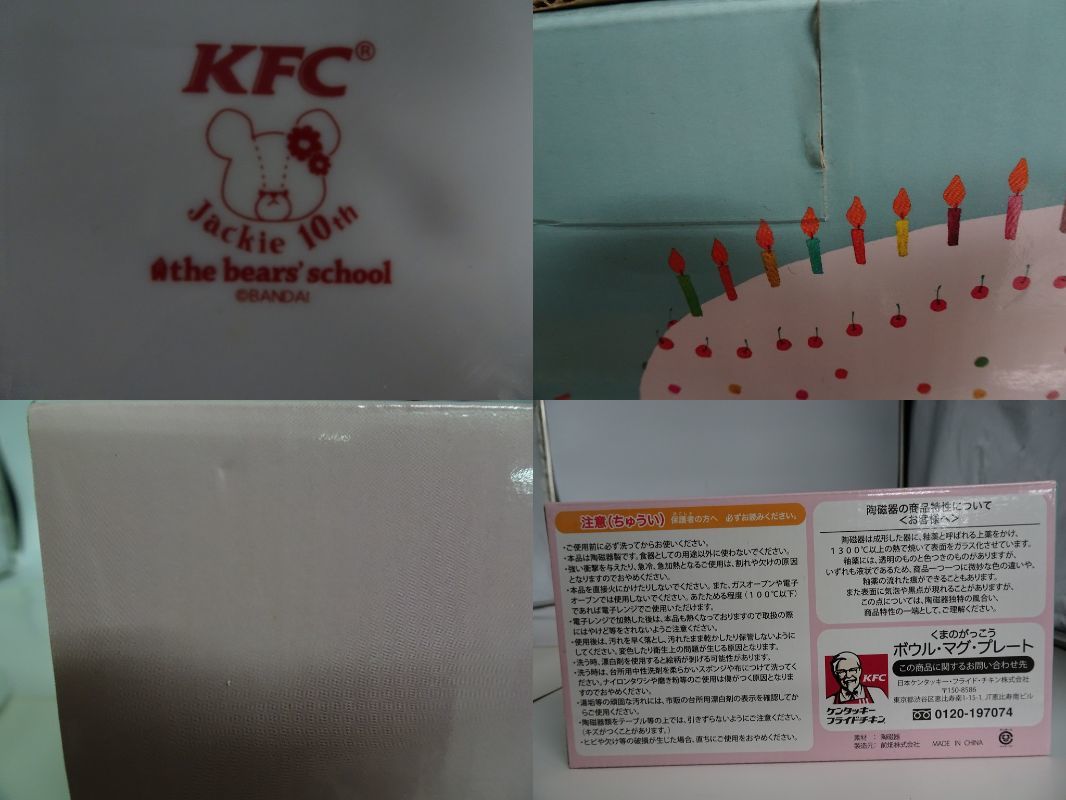 KFC®
Jackie 10th
the bears' school
©BANDAI
注意(ちゅうい) 保護者の方へ 必ずお読みください。
・ご使用前に必ず洗ってからお使いください。
・本品は陶磁器製です。食器としての用途以外に使わないでください。
・強い衝撃を与えたり、急冷、急加熱となるご使用は、割れや欠けの原因
となりますのでおやめください。
・本品を直接火にかけたりしないでください。また、ガスオーブンや電子
オーブンでは使用しないでください。あたためる程度(100℃以下)
であれば電子レンジでご使用いただけます。
・電子レンジで加熱した後は、本品も熱くなっておりますので取扱の際
にはやけど等をされないようご注意ください。
・使用後は、汚れを早く落とし、汚れたまま乾かしたり保管しないように
してください。変色したり衛生上の問題が生じる原因となります。
・洗う時、漂白剤を使用すると絵柄が剥げる可能性があります。
・洗う時は、台所用中性洗剤を柔らかいスポンジや布につけて洗ってく
ださい。ナイロンタワシや磨き粉等のご使用は傷がつく原因となりま
すのでおやめください。
・湯垢等の頑固な汚れには、市販の台所用漂白剤の表示を確認してか
らご使用ください。
・陶磁器類をテーブル等の上では、引きずらないようにご注意ください。
(キズがつくことがあります。)
・ヒビや欠け等の破損が生じた場合、直ちにご使用をおやめください。
陶磁器の商品特性について
<お客様へ>
陶磁器は成形した器に、釉薬と呼ばれる上薬をかけ、
1300℃以上の熱で焼いて表面をガラス化させています。
釉薬には、透明のものと色つきのものがありますが、
いずれも液状であるため、商品一つ一つに微妙な色の違いや、
釉薬の流れた痕ができることもあります。
また表面に気泡や黒点が現れることがありますが、
この点については、陶磁器独特の風合い、
商品特性の一端として、ご理解ください。
くまのがっこう
ボウル・マグ・プレート
この商品に関するお問い合わせ先
日本ケンタッキー・フライド・チキン株式会社
〒150-8586
東京都渋谷区恵比寿南1-15-1 JT恵比寿南ビル
0120-197074
KFC
ケンタッキー
フライドチキン
素材 : 陶磁器
製造元 : 前畑株式会社 MADE IN CHINA